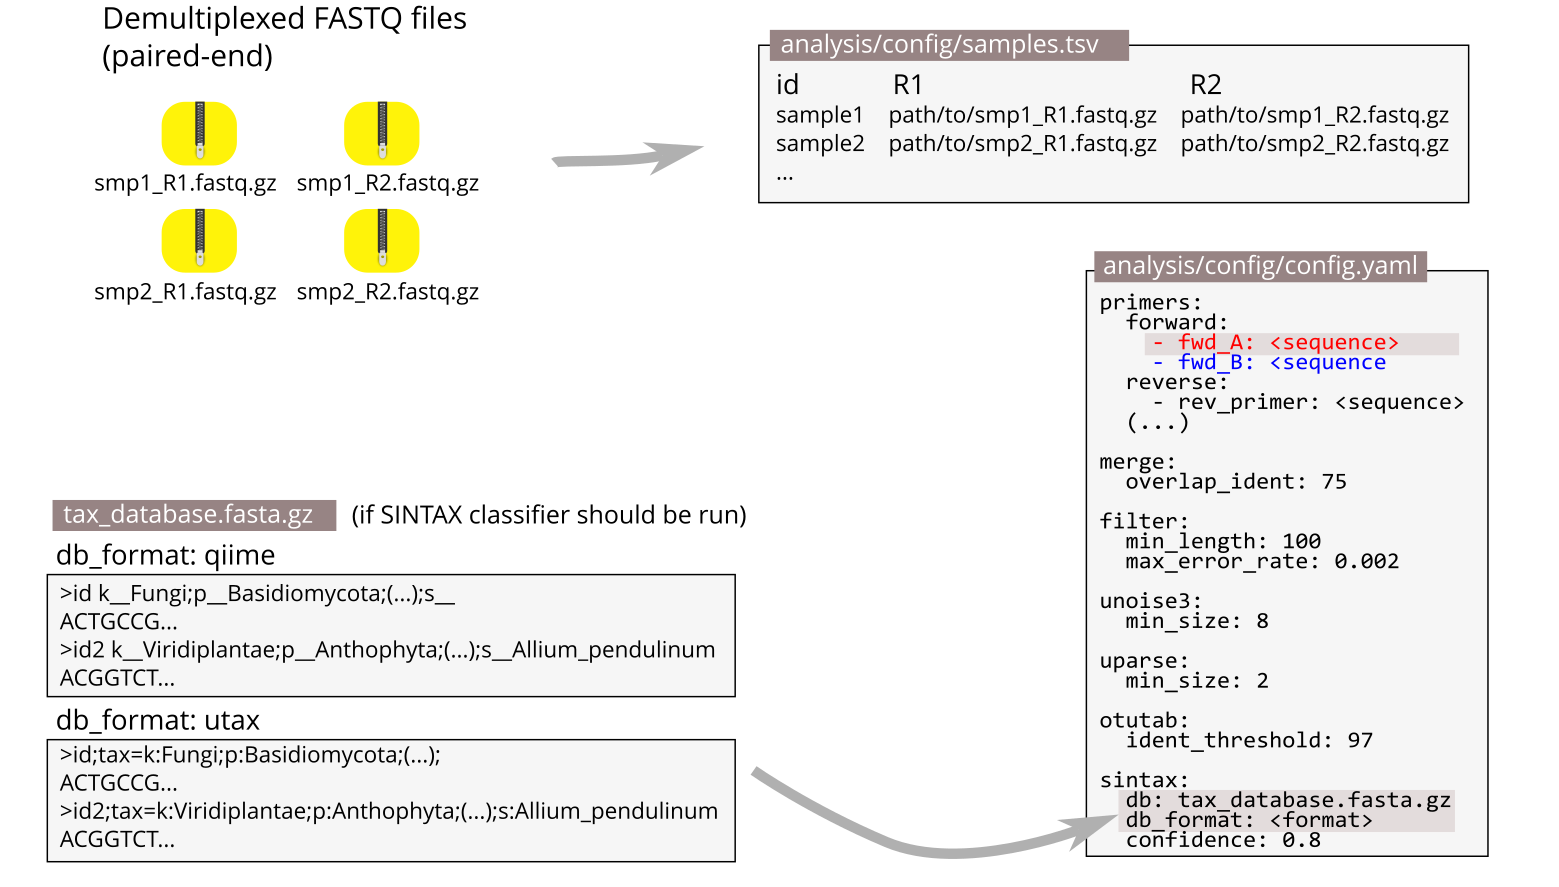 Demultiplexed FASTQ files
(paired-end)
smp1_R1.fastq.gz smp1_R2.fastq.gz
smp2_R1.fastq.gz smp2_R2.fastq.gz
analysis/config/samples.tsv
id R1 R2
sample1 path/to/smp1_R1.fastq.gz path/to/smp1_R2.fastq.gz
sample2 path/to/smp2_R1.fastq.gz path/to/smp2_R2.fastq.gz
...
tax_database.fasta.gz (if SINTAX classifier should be run)
db_format: qiime
>id k__Fungi;p__Basidiomycota;(...);s__
ACTGCCG...
>id2 k__Viridiplantae;p__Anthophyta;(...);s__Allium_pendulinum
ACGGTCT...
db_format: utax
>id;tax=k:Fungi;p:Basidiomycota;(...);
ACTGCCG...
>id2;tax=k:Viridiplantae;p:Anthophyta;(...);s:Allium_pendulinum
ACGGTCT...
analysis/config/config.yaml
primers:
  forward:
    - fwd_A: <sequence>
    - fwd_B: <sequence
  reverse:
    - rev_primer: <sequence>
  (...)
merge:
  overlap_ident: 75
filter:
  min_length: 100
  max_error_rate: 0.002
unoise3:
  min_size: 8
uparse:
  min_size: 2
otutab:
  ident_threshold: 97
sintax:
  db: tax_database.fasta.gz
  db_format: <format>
  confidence: 0.8